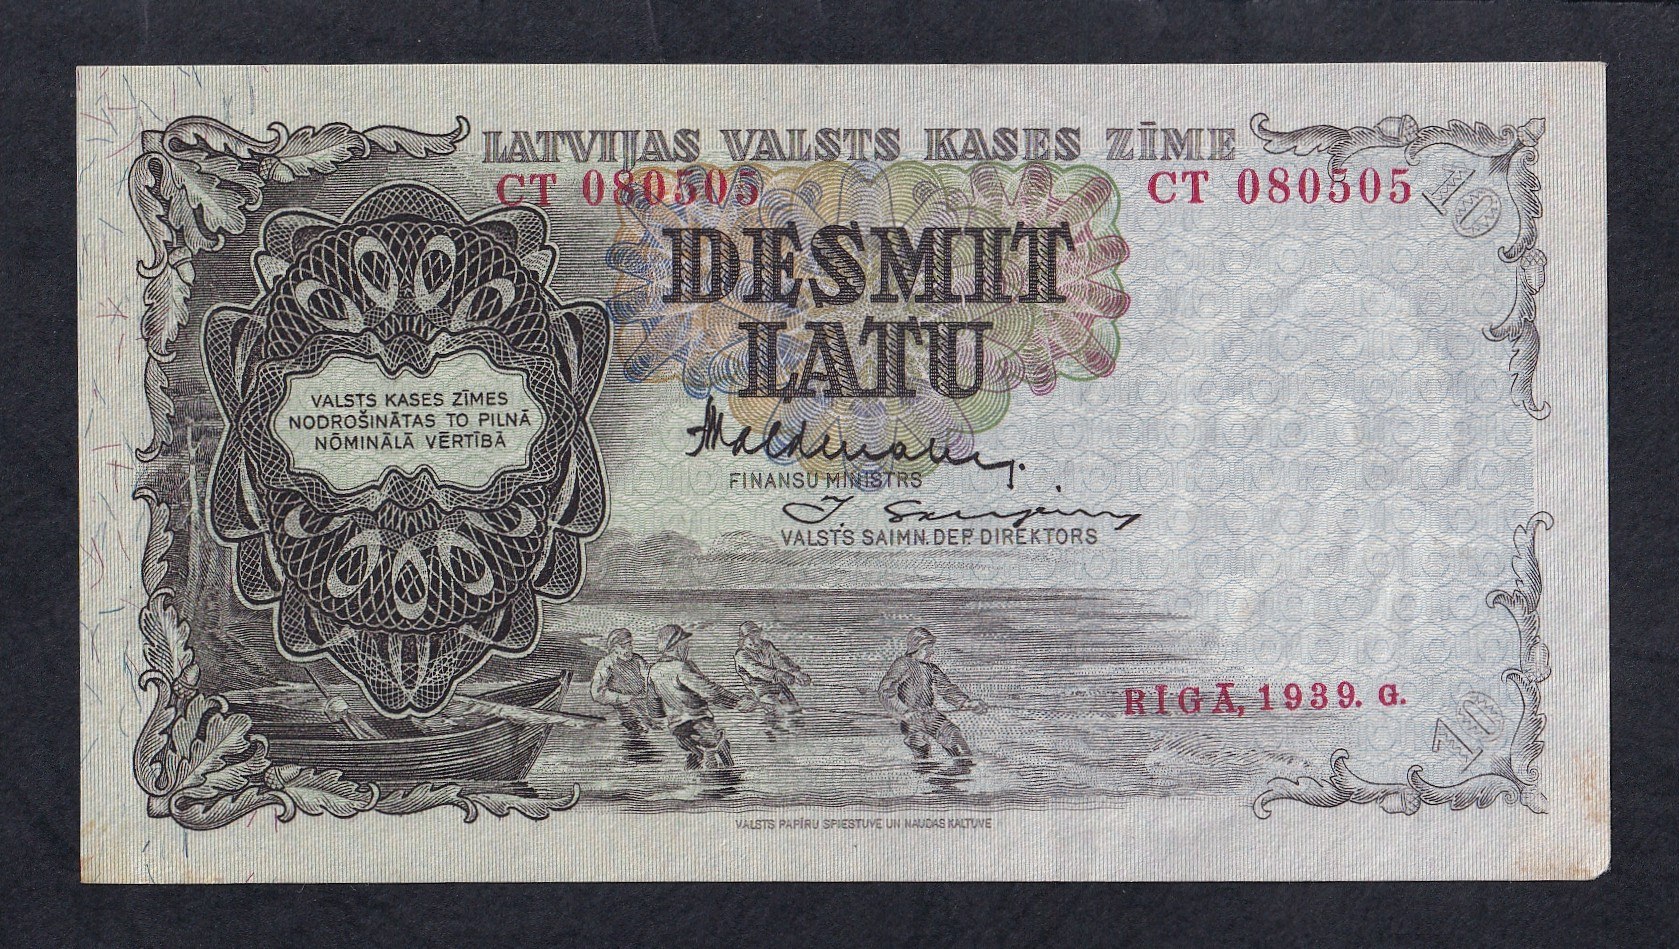 LATVIJAS VALSTS KASES ZĪME
CT 080505 CT 080505
10
DESMIT
LATU
VALSTS KASES ZĪMES
NODROŠINĀTAS TO PILNĀ
NŌMINĀLĀ VĒRTĪBĀ
FINANSU MINISTRS
VALSTS SAIMN. DEP. DIREKTORS
RĪGĀ, 1939. G.
10
VALSTS PAPĪRU SPIESTUVE UN NAUDAS KALTUVE